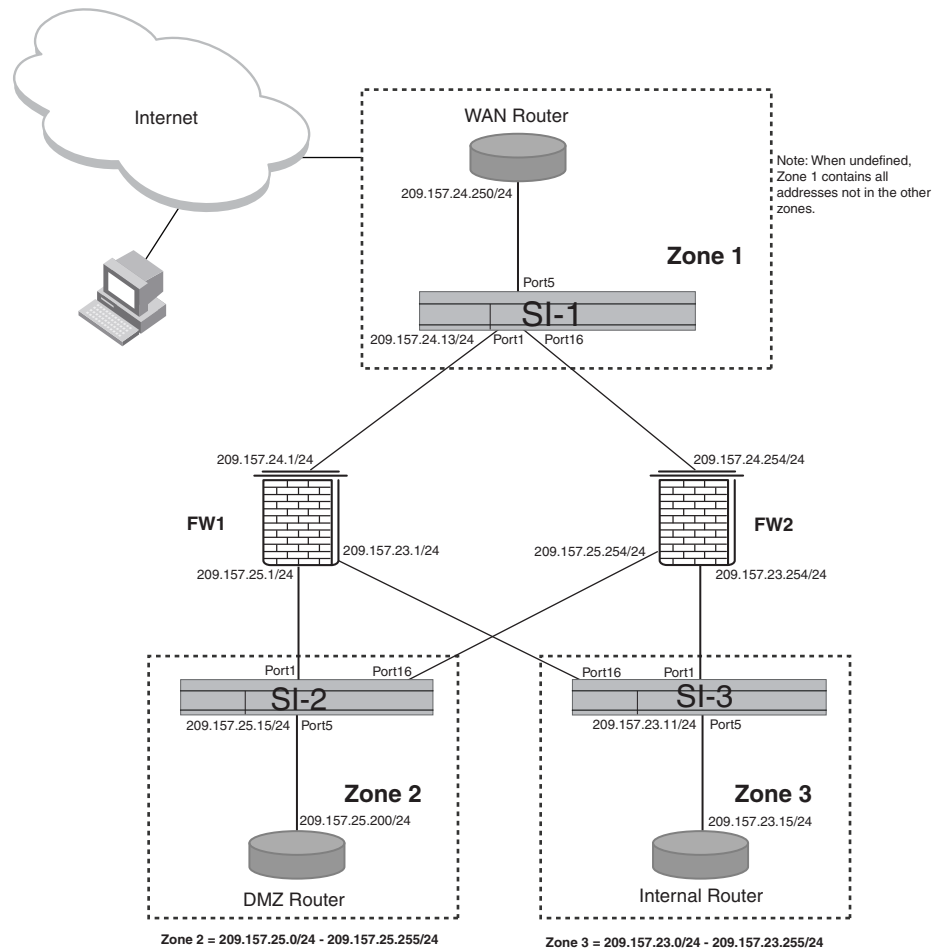 Internet
WAN Router
209.157.24.250/24
Note: When undefined,
Zone 1 contains all
addresses not in the other
zones.
Zone 1
Port5
SI-1
209.157.24.13/24
Port1
Port16
209.157.24.1/24
209.157.24.254/24
FW1
FW2
209.157.23.1/24
209.157.25.254/24
209.157.25.1/24
209.157.23.254/24
Port1
Port16
Port16
Port1
SI-2
SI-3
209.157.25.15/24
Port5
209.157.23.11/24
Port5
Zone 2
Zone 3
209.157.25.200/24
209.157.23.15/24
DMZ Router
Internal Router
Zone 2 = 209.157.25.0/24 - 209.157.25.255/24
Zone 3 = 209.157.23.0/24 - 209.157.23.255/24